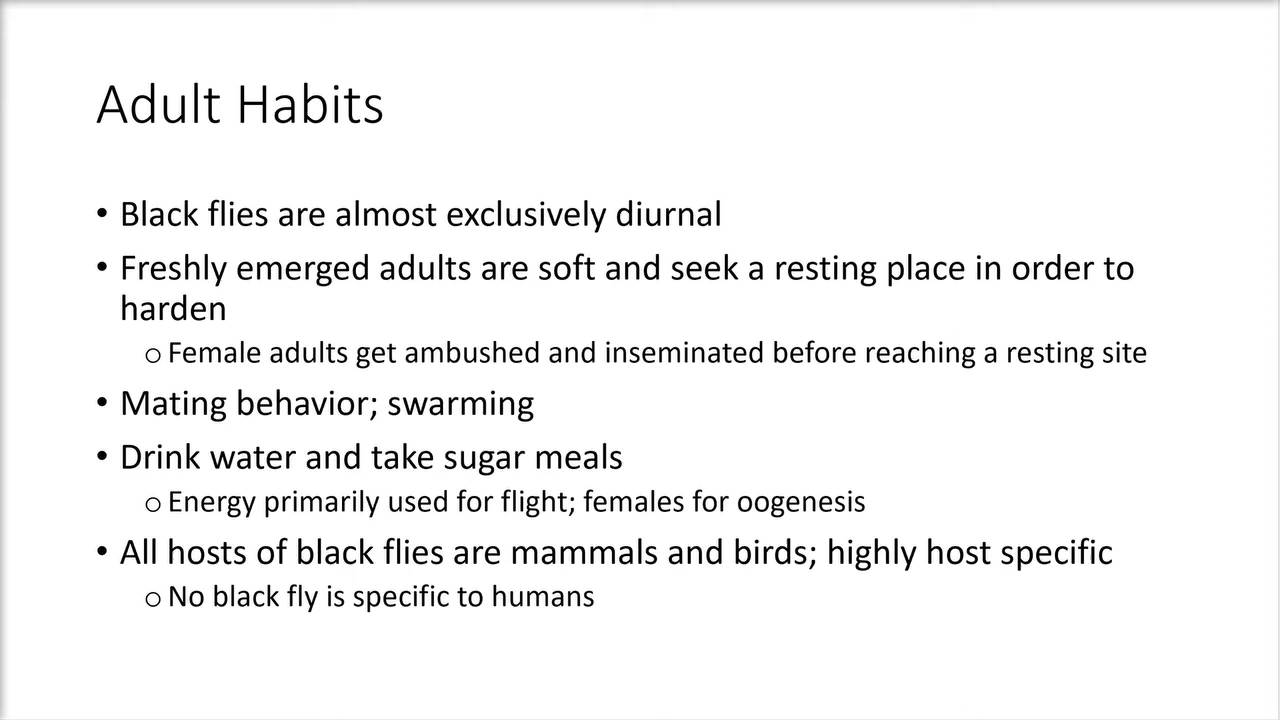 Adult Habits
• Black flies are almost exclusively diurnal
• Freshly emerged adults are soft and seek a resting place in order to
harden
o Female adults get ambushed and inseminated before reaching a resting site
• Mating behavior; swarming
• Drink water and take sugar meals
o Energy primarily used for flight; females for oogenesis
• All hosts of black flies are mammals and birds; highly host specific
o No black fly is specific to humans